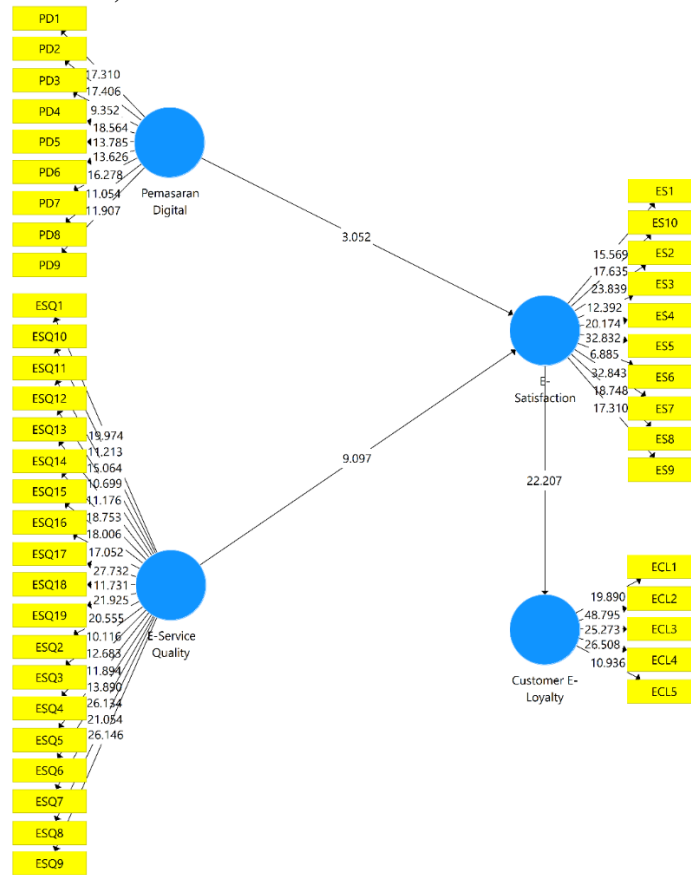 PD1
PD2
PD3
PD4
PD5
PD6
PD7
PD8
PD9
17.310
17.406
9.352
18.564
13.785
13.626
16.278
11.054
11.907
Pemasaran
Digital
3.052
ESQ1
ESQ10
ESQ11
ESQ12
ESQ13
ESQ14
ESQ15
ESQ16
ESQ17
ESQ18
ESQ19
ESQ2
ESQ3
ESQ4
ESQ5
ESQ6
ESQ7
ESQ8
ESQ9
19.974
11.213
15.064
10.699
11.176
18.753
18.006
17.052
27.732
11.731
21.925
20.555
10.116
12.683
11.894
13.890
26.134
21.054
26.146
E-Service
Quality
9.097
ES1
ES10
ES2
ES3
ES4
ES5
ES6
ES7
ES8
ES9
15.569
17.635
23.839
12.392
20.174
32.832
6.885
32.843
18.748
17.310
E-
Satisfaction
22.207
ECL1
ECL2
ECL3
ECL4
ECL5
19.890
48.795
25.273
26.508
10.936
Customer E-
Loyalty